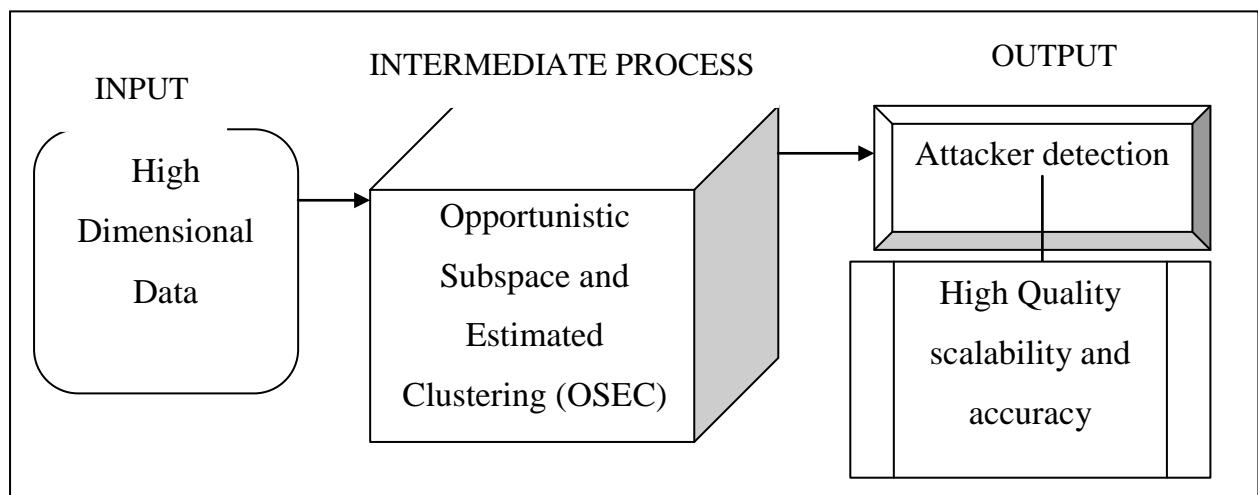 INPUT
High
Dimensional
Data
INTERMEDIATE PROCESS
Opportunistic
Subspace and
Estimated
Clustering (OSEC)
OUTPUT
Attacker detection
High Quality
scalability and
accuracy